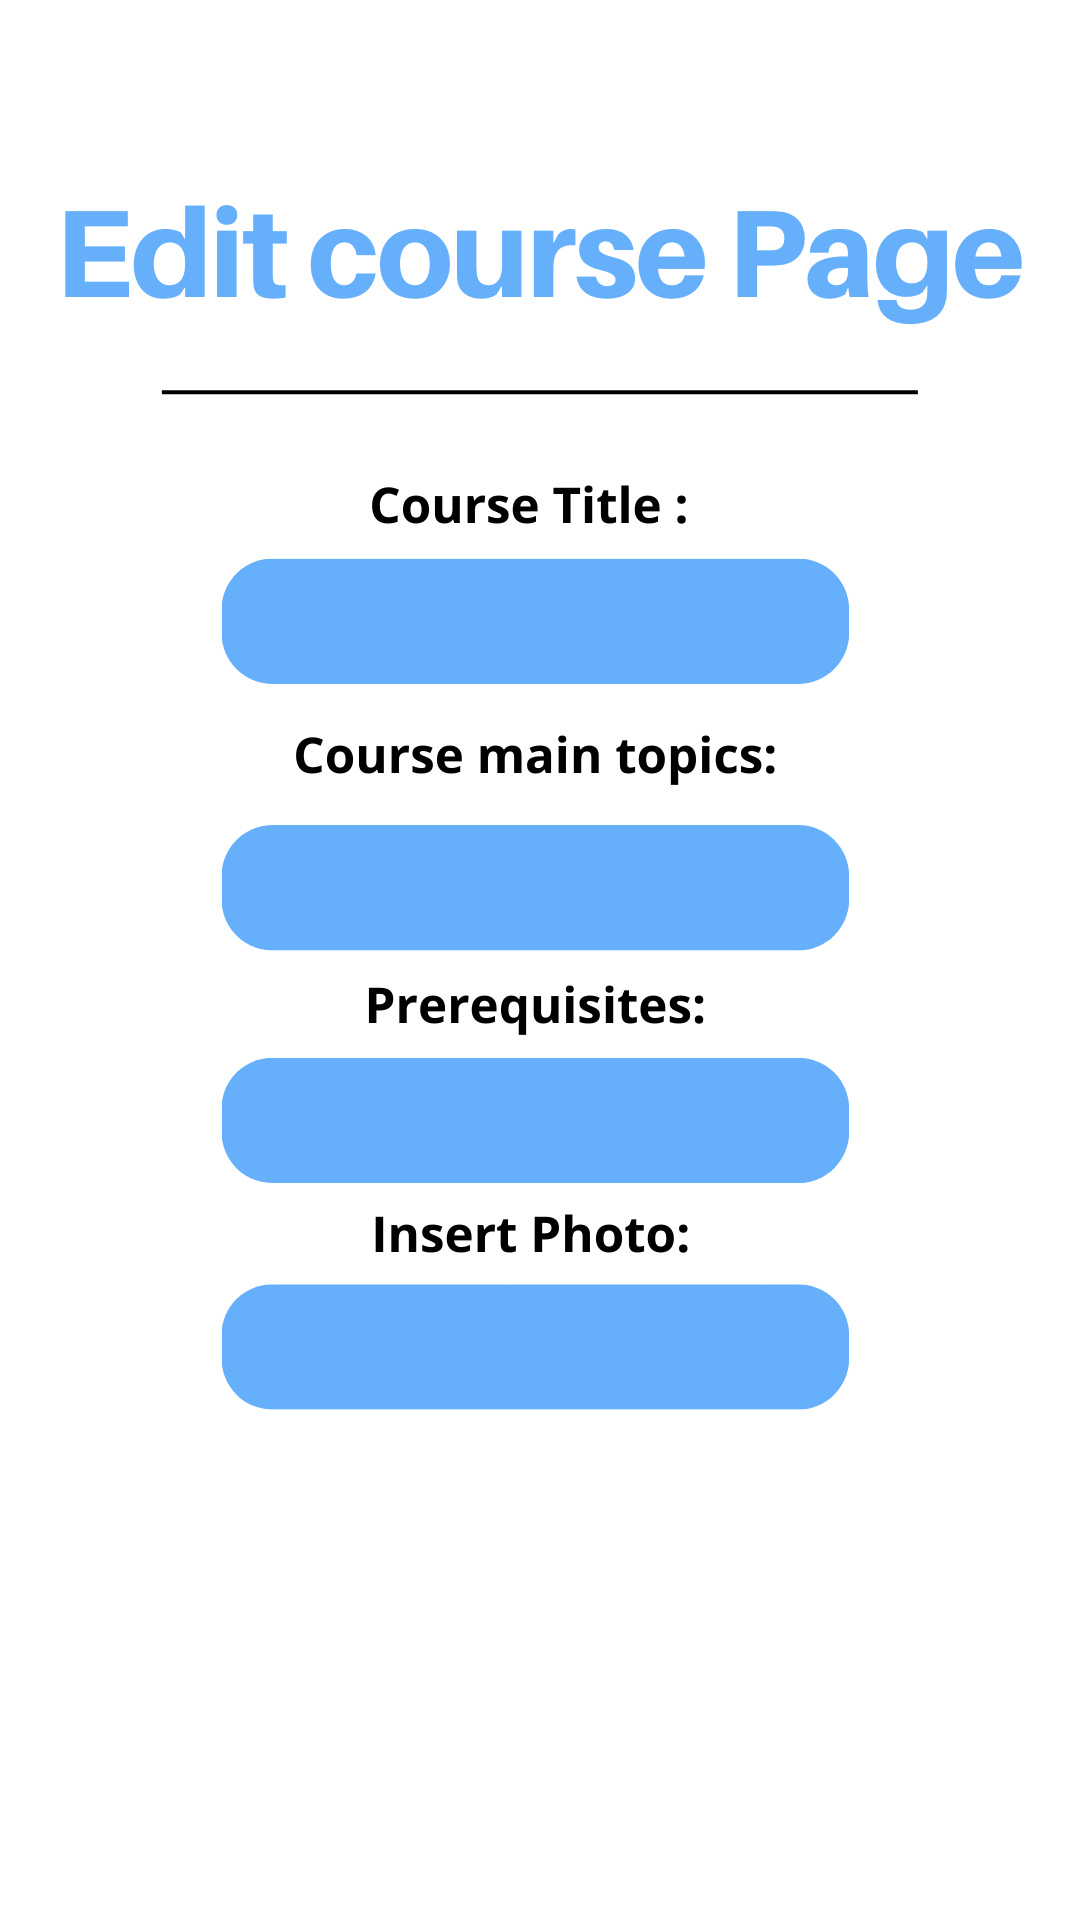 Edit course Page
Course Title :
Course main topics:
Prerequisites:
Insert Photo: